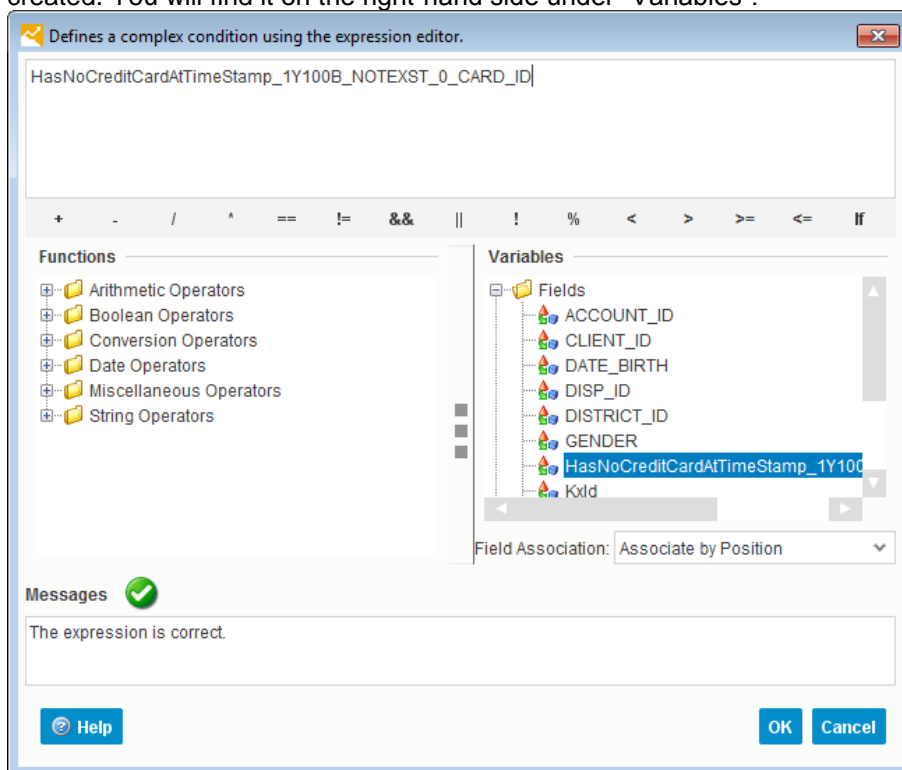 created. You will find it on the right-hand side under "Variables".
Defines a complex condition using the expression editor.
HasNoCreditCardAtTimeStamp_1Y100B_NOTEXST_0_CARD_ID
+ - / * == != && || ! % < > >= <= If
Functions
Arithmetic Operators
Boolean Operators
Conversion Operators
Date Operators
Miscellaneous Operators
String Operators
Variables
Fields
ACCOUNT_ID
CLIENT_ID
DATE_BIRTH
DISP_ID
DISTRICT_ID
GENDER
HasNoCreditCardAtTimeStamp_1Y100
KxId
Field Association: Associate by Position
Messages
The expression is correct.
? Help
OK Cancel